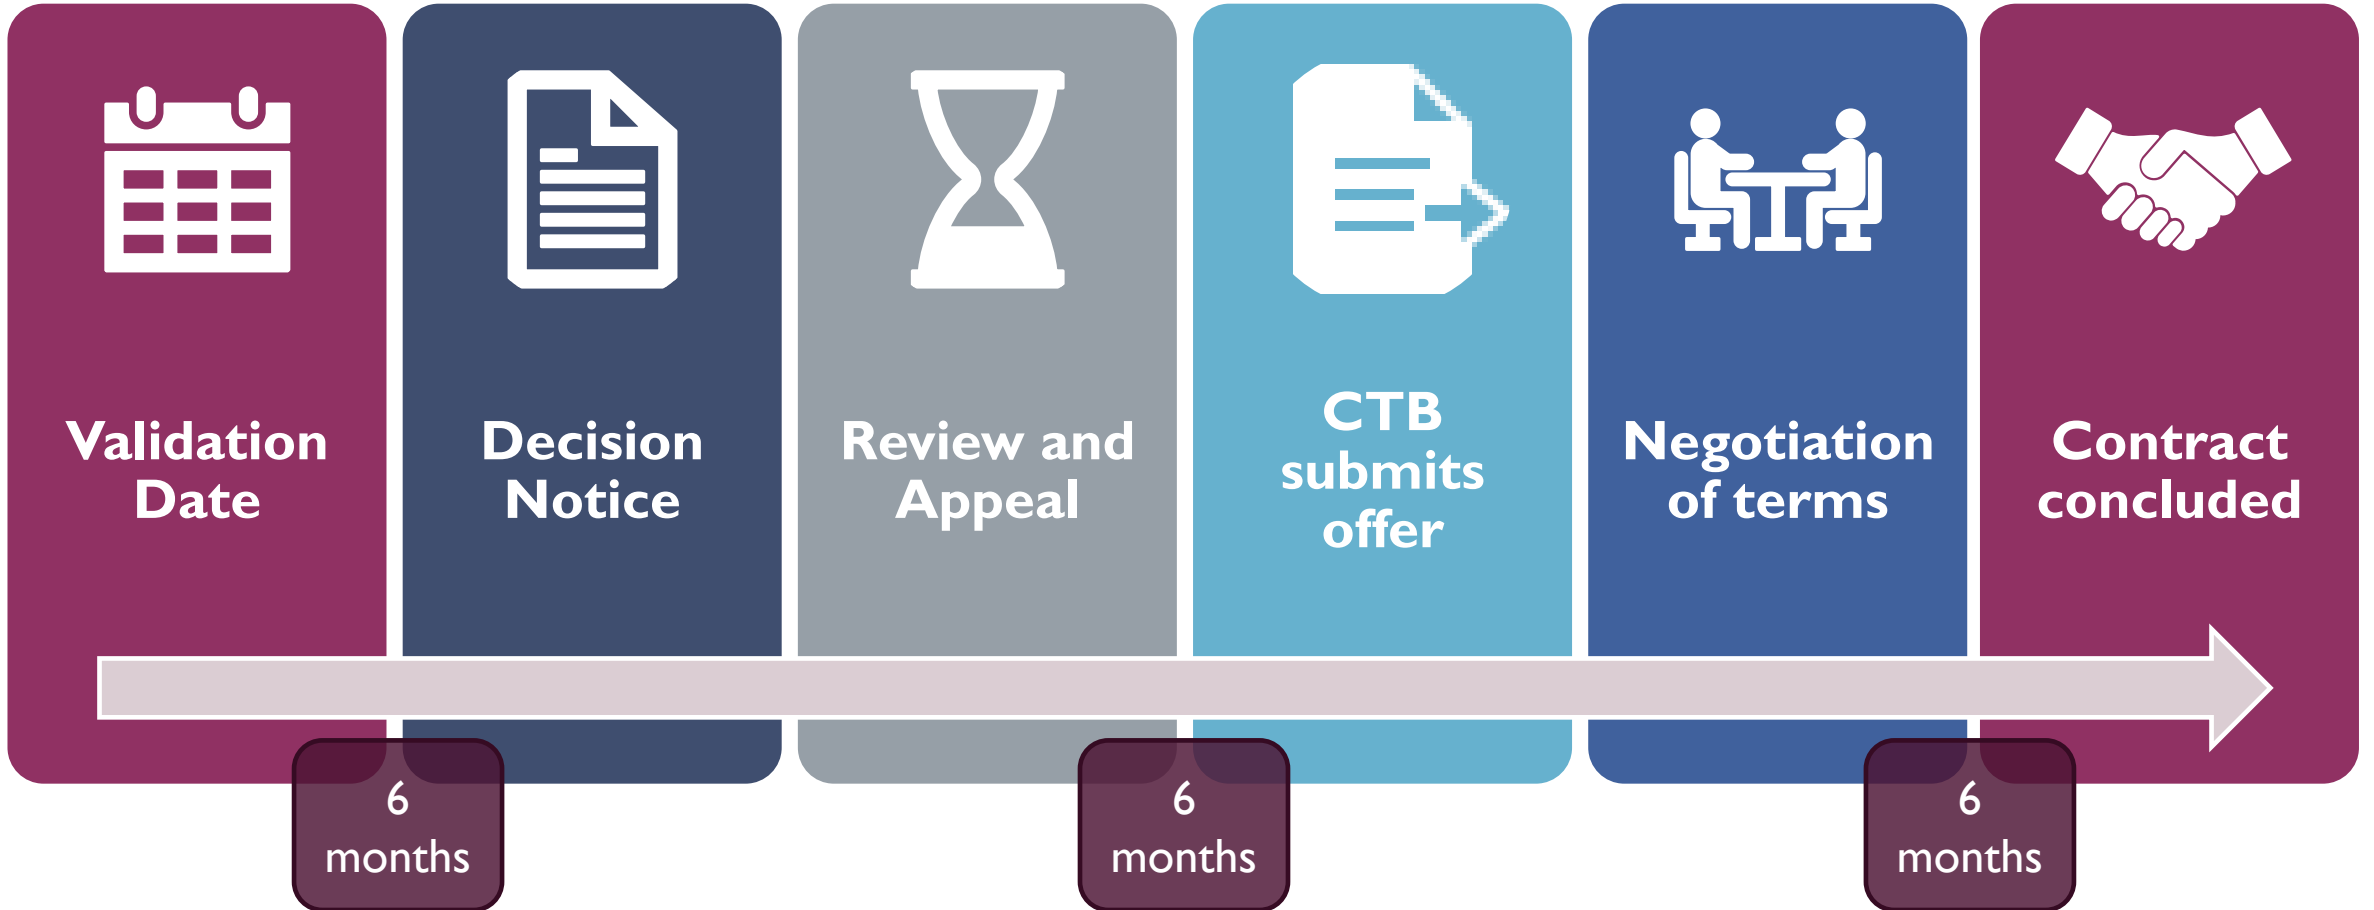 Validation
Date
Decision
Notice
Review and
Appeal
CTB
submits
offer
Negotiation
of terms
Contract
concluded
6
months
6
months
6
months